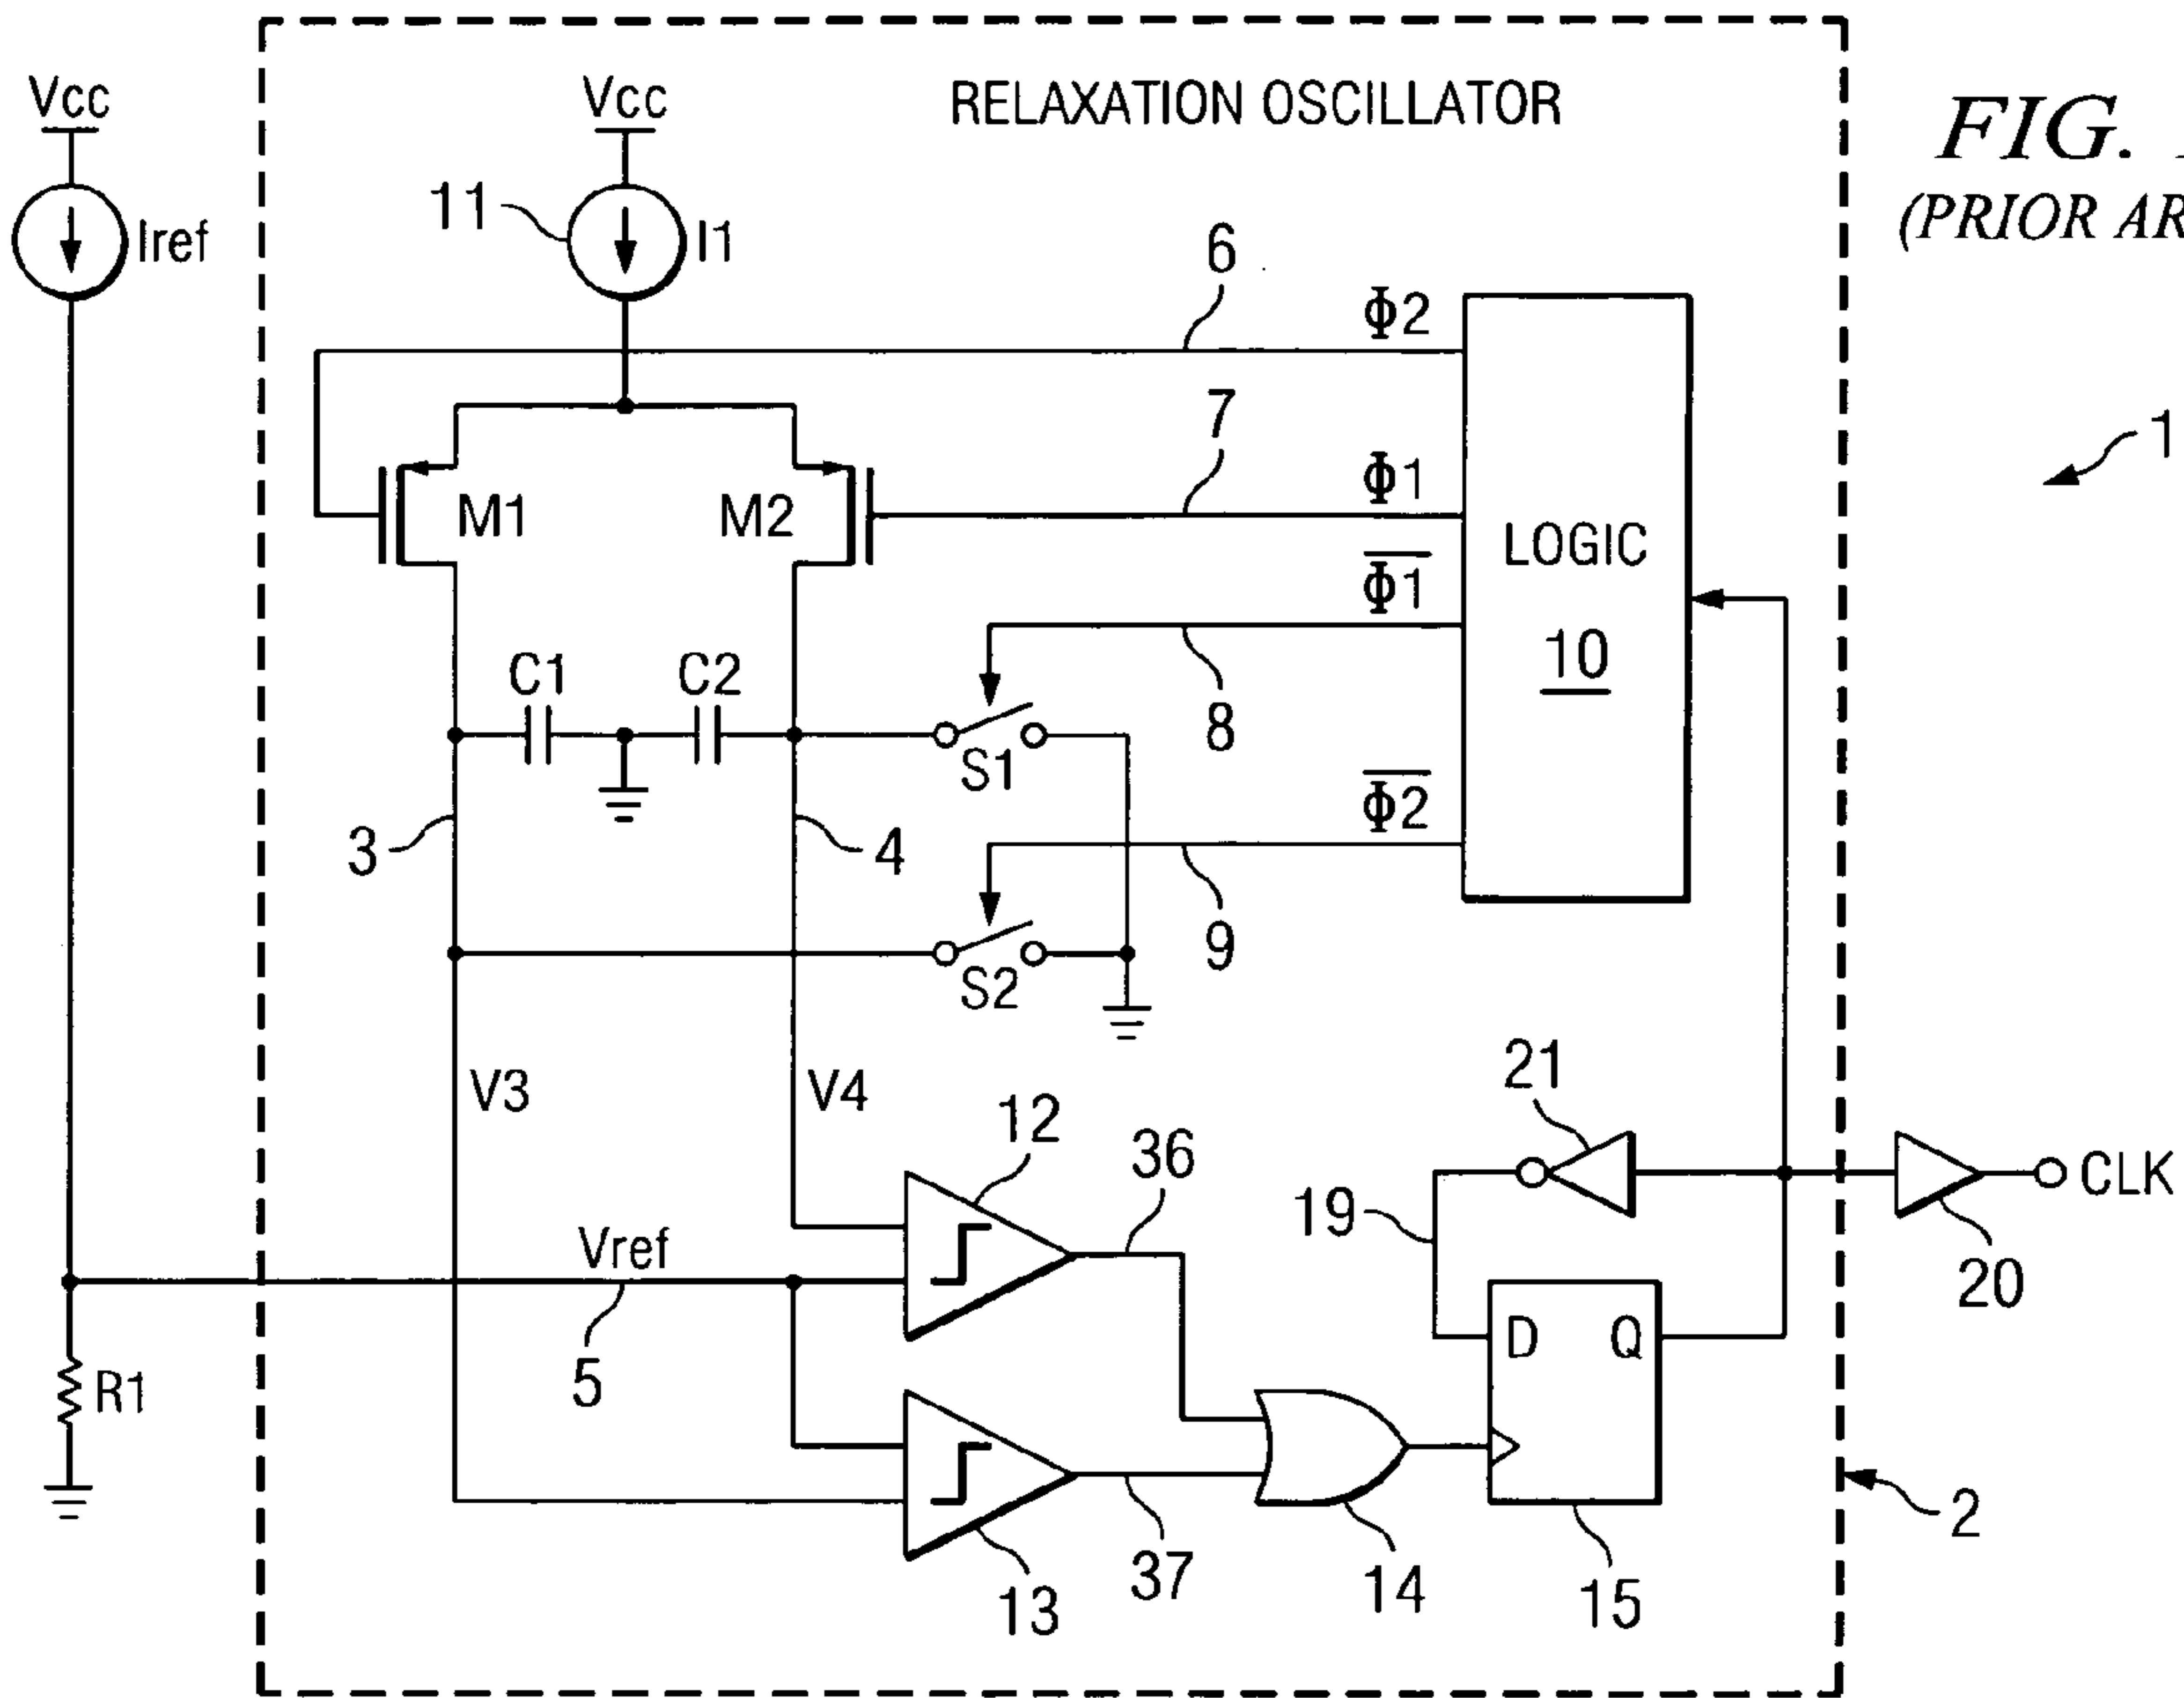 RELAXATION OSCILLATOR
FIG.
(PRIOR AR
Vcc
Vcc
11
Iref
I1
6
Φ2
7
1
Φ1
M1
M2
LOGIC
Φ1
10
C1
C2
8
S1
Φ2
3
4
9
S2
V3
V4
21
12
36
CLK
19
Vref
20
D
Q
5
R1
2
37
14
13
15